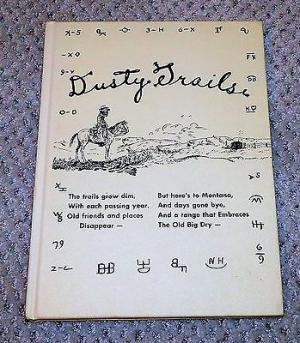 Dusty Trails
The trails grow dim,
With each passing year,
Old friends and places
Disappear —
But here's to Montana,
And days gone bye,
And a range that Embraces
The Old Big Dry —